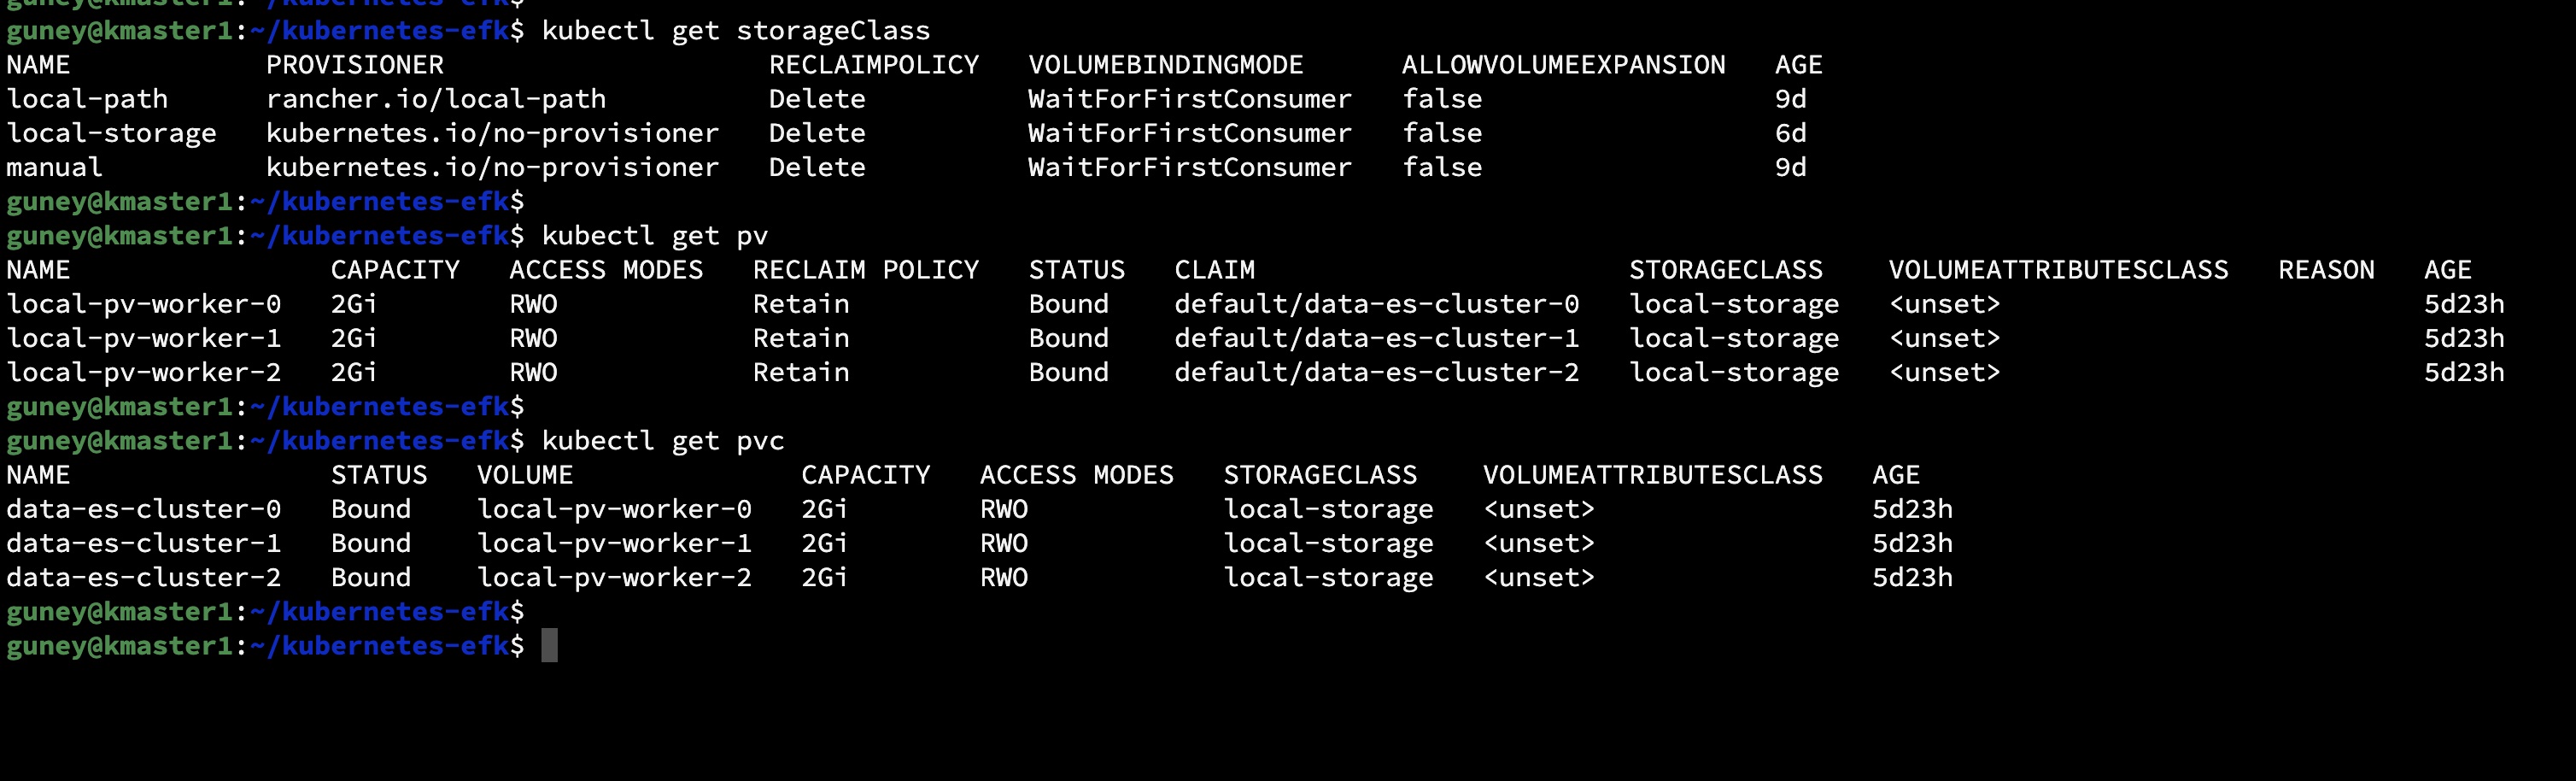 guney@kmaster1:~/kubernetes-efk$
guney@kmaster1:~/kubernetes-efk$ kubectl get storageClass
NAME            PROVISIONER                    RECLAIMPOLICY   VOLUMEBINDINGMODE      ALLOWVOLUMEEXPANSION   AGE
local-path      rancher.io/local-path          Delete          WaitForFirstConsumer   false                  9d
local-storage   kubernetes.io/no-provisioner   Delete          WaitForFirstConsumer   false                  6d
manual          kubernetes.io/no-provisioner   Delete          WaitForFirstConsumer   false                  9d
guney@kmaster1:~/kubernetes-efk$
guney@kmaster1:~/kubernetes-efk$ kubectl get pv
NAME                CAPACITY   ACCESS MODES   RECLAIM POLICY   STATUS   CLAIM                       STORAGECLASS    VOLUMEATTRIBUTESCLASS   REASON   AGE
local-pv-worker-0   2Gi        RWO            Retain           Bound    default/data-es-cluster-0   local-storage   <unset>                          5d23h
local-pv-worker-1   2Gi        RWO            Retain           Bound    default/data-es-cluster-1   local-storage   <unset>                          5d23h
local-pv-worker-2   2Gi        RWO            Retain           Bound    default/data-es-cluster-2   local-storage   <unset>                          5d23h
guney@kmaster1:~/kubernetes-efk$
guney@kmaster1:~/kubernetes-efk$ kubectl get pvc
NAME                STATUS   VOLUME              CAPACITY   ACCESS MODES   STORAGECLASS    VOLUMEATTRIBUTESCLASS   AGE
data-es-cluster-0   Bound    local-pv-worker-0   2Gi        RWO            local-storage   <unset>                 5d23h
data-es-cluster-1   Bound    local-pv-worker-1   2Gi        RWO            local-storage   <unset>                 5d23h
data-es-cluster-2   Bound    local-pv-worker-2   2Gi        RWO            local-storage   <unset>                 5d23h
guney@kmaster1:~/kubernetes-efk$
guney@kmaster1:~/kubernetes-efk$